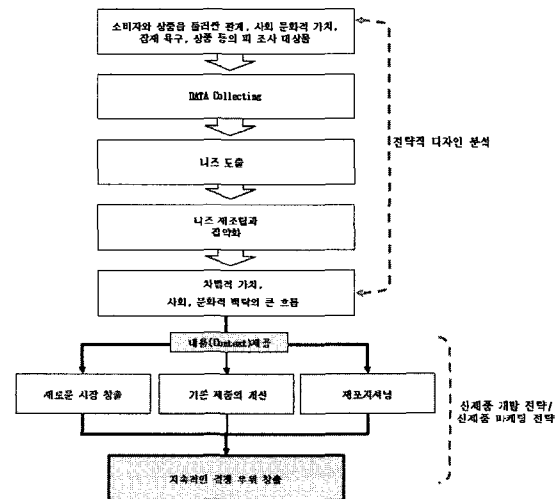 소비자와 상품을 둘러싼 관계, 사회 문화적 가치,
잠재 욕구, 상품 등의 피 조사 대상물
DATA Collecting
전략적 디자인 분석
니즈 도출
니즈 재조립과
집약화
차별적 가치,
사회, 문화적 맥락의 큰 흐름
내용(Context)제품
새로운 시장 창출
기존 제품의 개선
재포지셔닝
신제품 개발 전략/
신제품 마케팅 전략
지속적인 경쟁 우위 창출